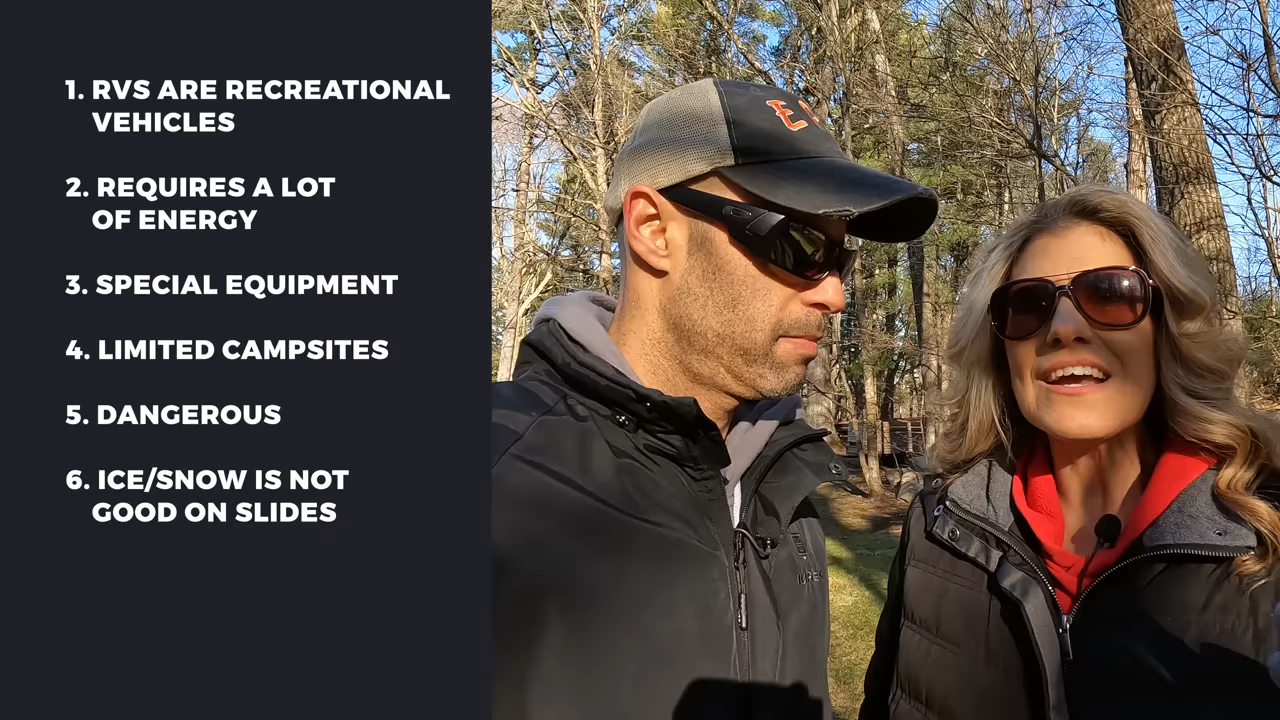 1. RVS ARE RECREATIONAL
VEHICLES
2. REQUIRES A LOT
OF ENERGY
3. SPECIAL EQUIPMENT
4. LIMITED CAMPSITES
5. DANGEROUS
6. ICE/SNOW IS NOT
GOOD ON SLIDES